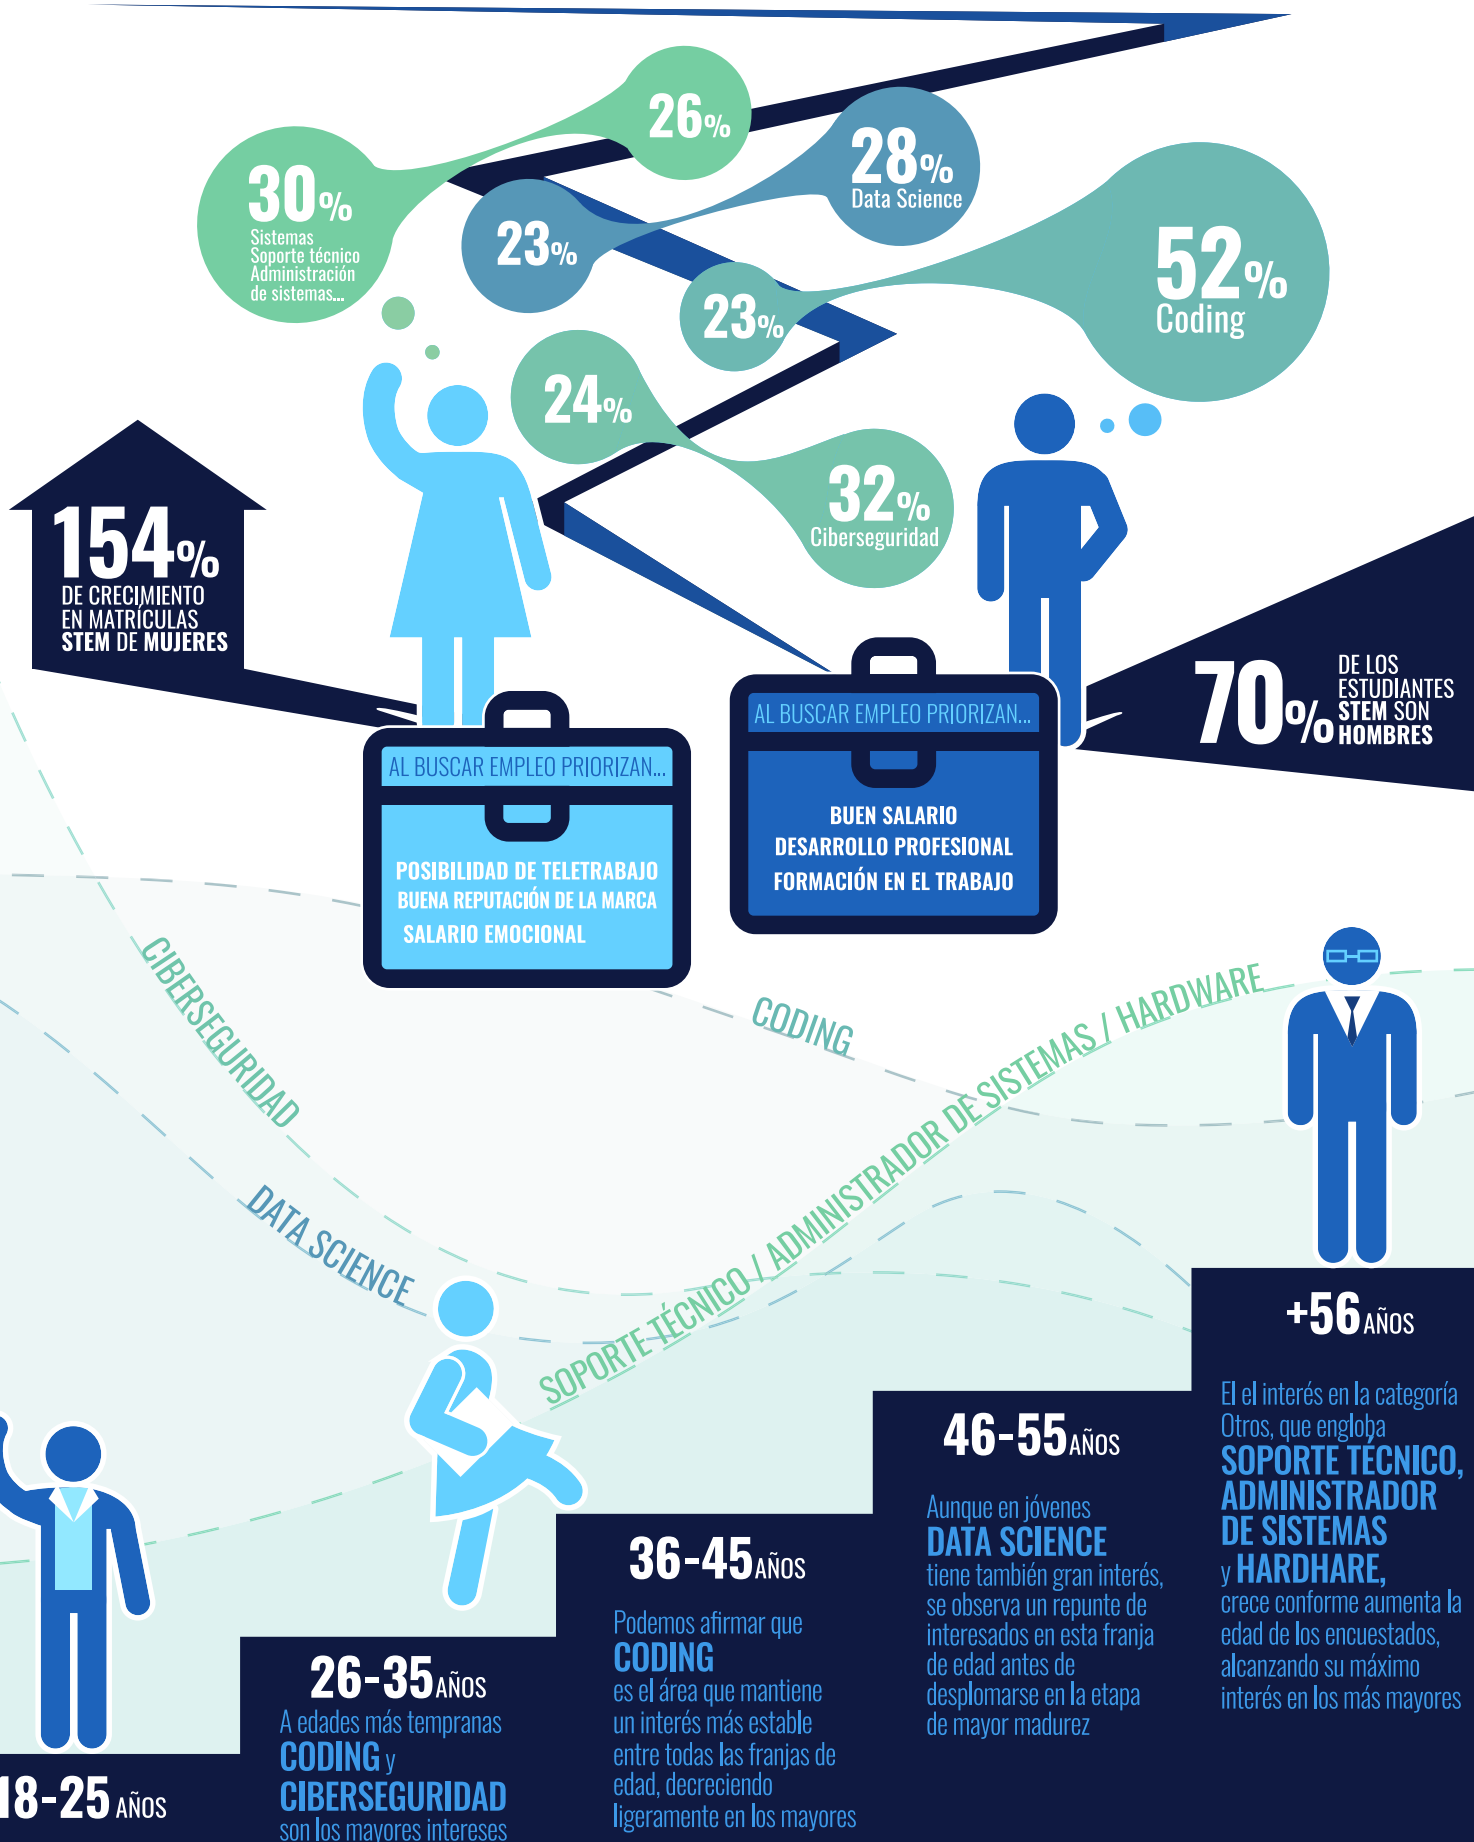 26%
30%
Sistemas
Soporte técnico
Administración
de sistemas...
28%
Data Science
23%
52%
Coding
23%
24%
32%
Ciberseguridad
154%
DE CRECIMIENTO
EN MATRÍCULAS
STEM DE MUJERES
70%
DE LOS
ESTUDIANTES
STEM SON
HOMBRES
AL BUSCAR EMPLEO PRIORIZAN...
POSIBILIDAD DE TELETRABAJO
BUENA REPUTACIÓN DE LA MARCA
SALARIO EMOCIONAL
AL BUSCAR EMPLEO PRIORIZAN...
BUEN SALARIO
DESARROLLO PROFESIONAL
FORMACIÓN EN EL TRABAJO
CIBERSEGURIDAD
CODING
DATA SCIENCE
SOPORTE TÉCNICO / ADMINISTRADOR DE SISTEMAS / HARDWARE
18-25 AÑOS
26-35 AÑOS
A edades más tempranas
CODING y
CIBERSEGURIDAD
son los mayores intereses
36-45 AÑOS
Podemos afirmar que
CODING
es el área que mantiene
un interés más estable
entre todas las franjas de
edad, decreciendo
ligeramente en los mayores
46-55 AÑOS
Aunque en jóvenes
DATA SCIENCE
tiene también gran interés,
se observa un repunte de
interesados en esta franja
de edad antes de
desplomarse en la etapa
de mayor madurez
+56 AÑOS
El el interés en la categoría
Otros, que engloba
SOPORTE TÉCNICO,
ADMINISTRADOR
DE SISTEMAS
y HARDHARE,
crece conforme aumenta la
edad de los encuestados,
alcanzando su máximo
interés en los más mayores